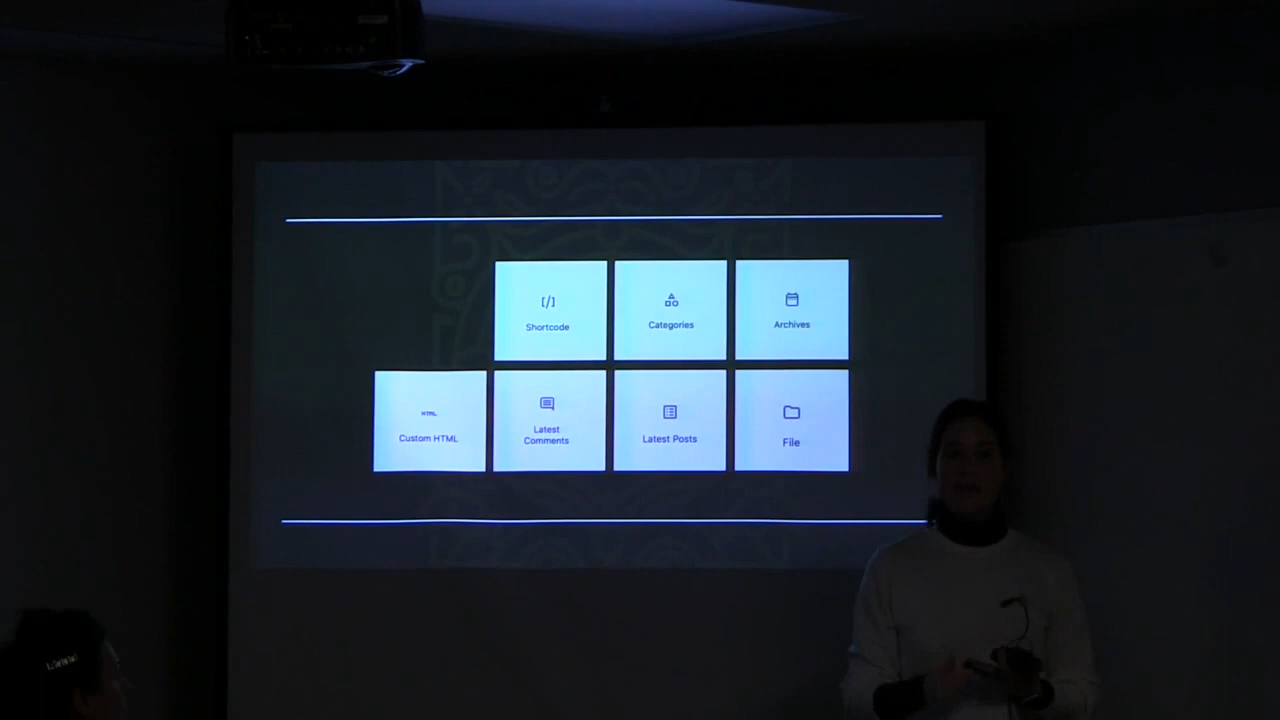 [/]
Shortcode
Categories
Archives
HTML
Custom HTML
Latest
Comments
Latest Posts
File